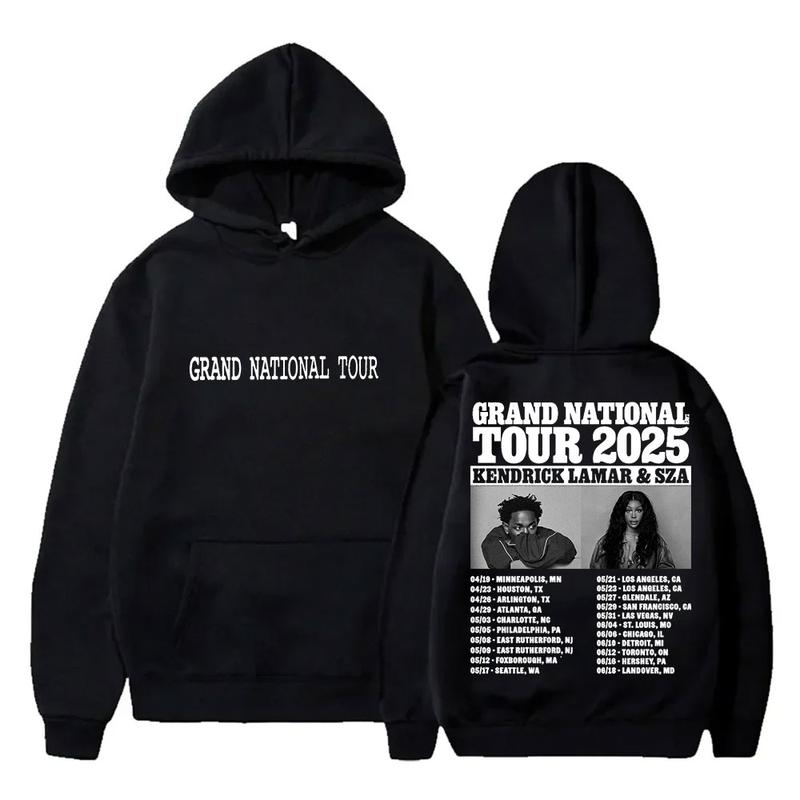 GRAND NATIONAL TOUR
GRAND NATIONAL
TOUR 2025
KENDRICK LAMAR & SZA
04/19 • MINNEAPOLIS, MN
04/23 • HOUSTON, TX
04/26 • ARLINGTON, TX
04/29 • ATLANTA, GA
05/03 • CHARLOTTE, NC
05/05 • PHILADELPHIA, PA
05/08 • EAST RUTHERFORD, NJ
05/09 • EAST RUTHERFORD, NJ
05/12 • FOXBOROUGH, MA
05/17 • SEATTLE, WA
05/21 • LOS ANGELES, CA
05/23 • LOS ANGELES, CA
05/27 • GLENDALE, AZ
05/29 • SAN FRANCISCO, CA
05/31 • LAS VEGAS, NV
06/04 • ST. LOUIS, MO
06/06 • CHICAGO, IL
06/10 • DETROIT, MI
06/12 • TORONTO, ON
06/16 • HERSHEY, PA
06/18 • LANDOVER, MD